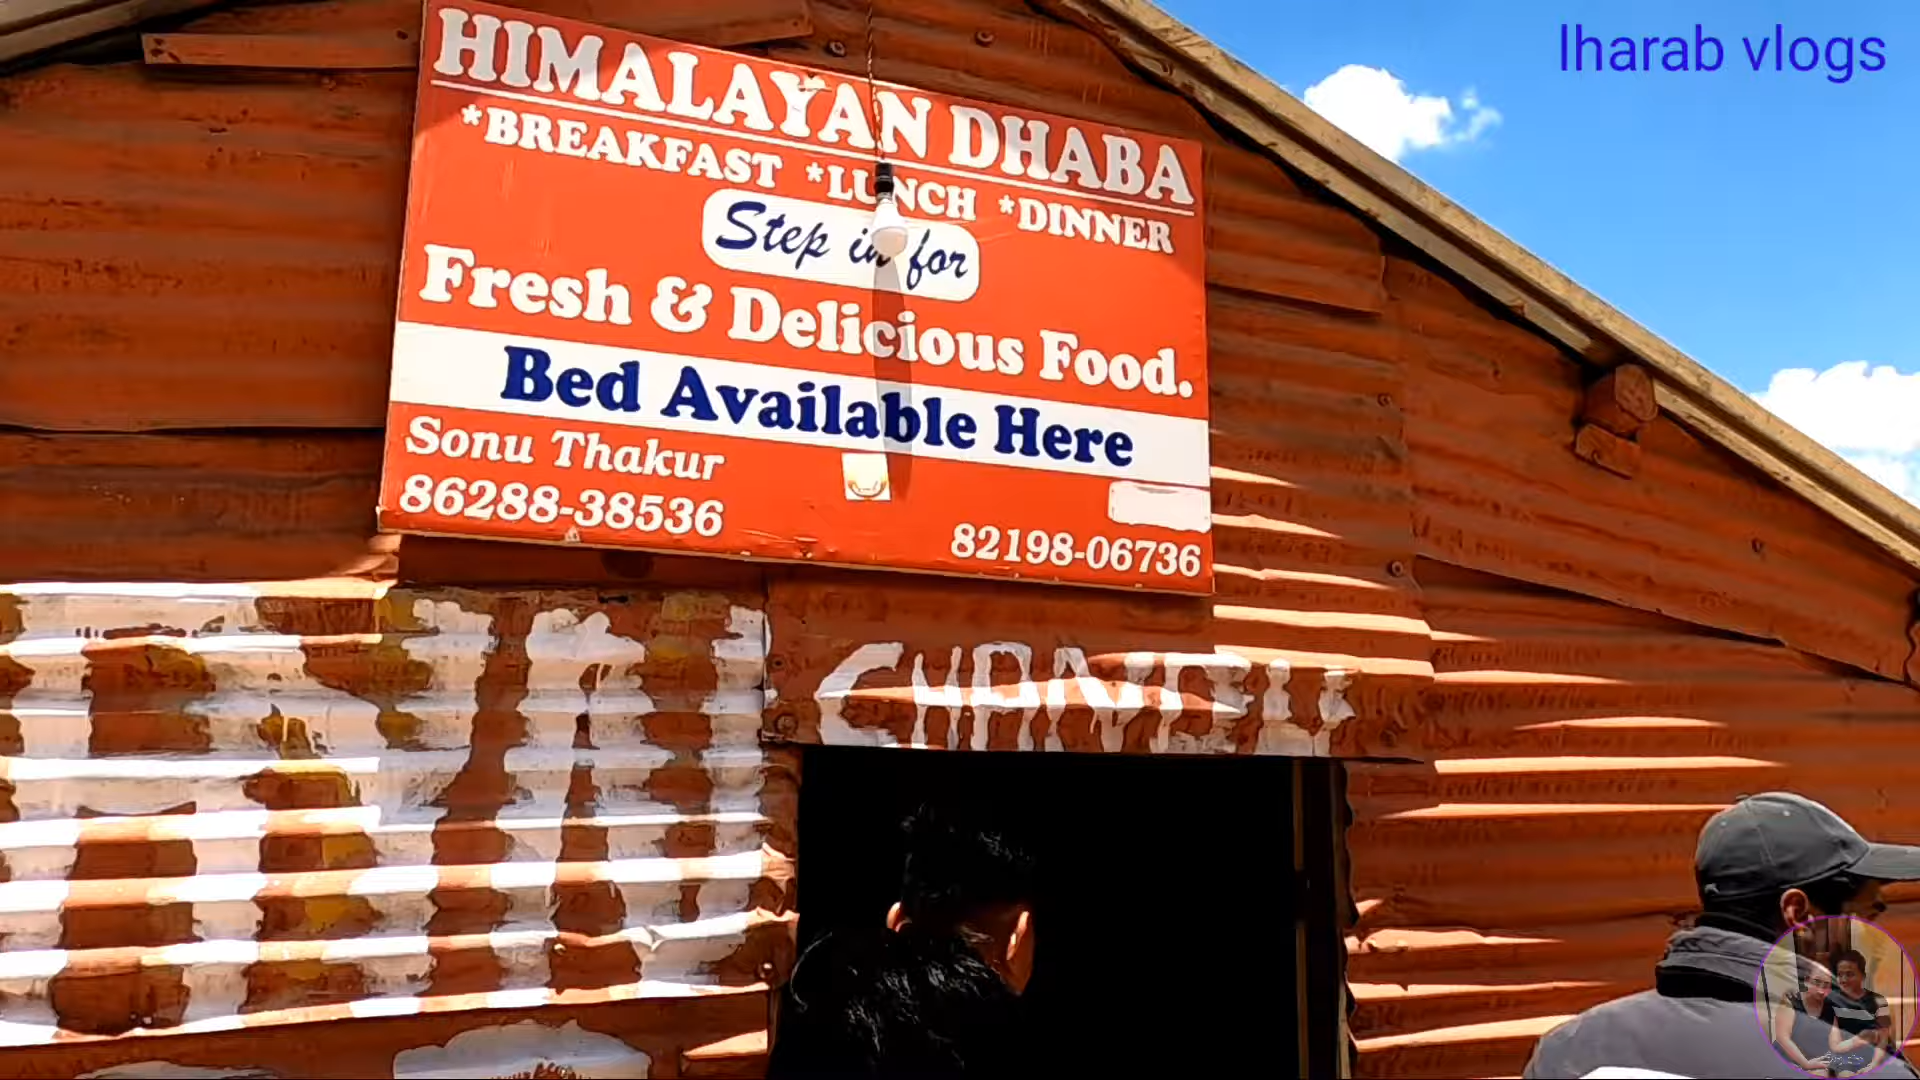 lharab vlogs
HIMALAYAN DHABA
*BREAKFAST *LUNCH *DINNER
Step in for
Fresh & Delicious Food.
Bed Available Here
Sonu Thakur
86288-38536
82198-06736